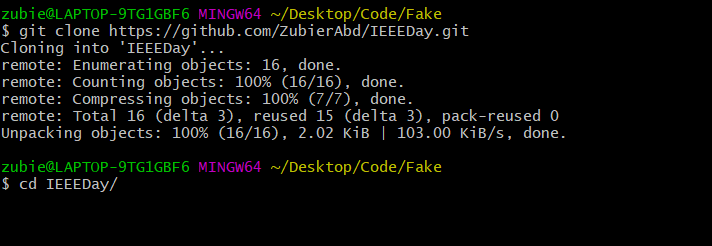 zubie@LAPTOP-9TG1GBF6 MINGW64 ~/Desktop/Code/Fake
$ git clone https://github.com/ZubierAbd/IEEEDay.git
Cloning into 'IEEEDay'...
remote: Enumerating objects: 16, done.
remote: Counting objects: 100% (16/16), done.
remote: Compressing objects: 100% (7/7), done.
remote: Total 16 (delta 3), reused 15 (delta 3), pack-reused 0
Unpacking objects: 100% (16/16), 2.02 KiB | 103.00 KiB/s, done.
zubie@LAPTOP-9TG1GBF6 MINGW64 ~/Desktop/Code/Fake
$ cd IEEEDay/